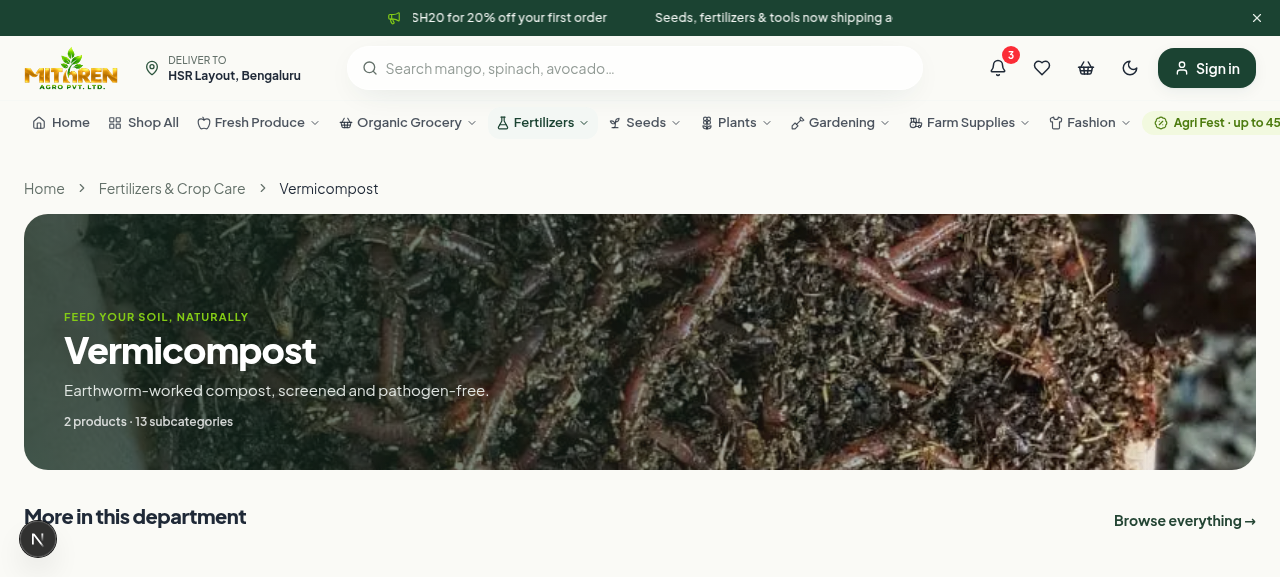 SH20 for 20% off your first order
Seeds, fertilizers & tools now shipping
MITHREN
AGRO PVT. LTD.
DELIVER TO
HSR Layout, Bengaluru
Search mango, spinach, avocado...
3
Sign in
Home
Shop All
Fresh Produce
Organic Grocery
Fertilizers
Seeds
Plants
Gardening
Farm Supplies
Fashion
Agri Fest · up to 45
Home > Fertilizers & Crop Care > Vermicompost
FEED YOUR SOIL, NATURALLY
Vermicompost
Earthworm-worked compost, screened and pathogen-free.
2 products · 13 subcategories
More in this department
Browse everything →
N